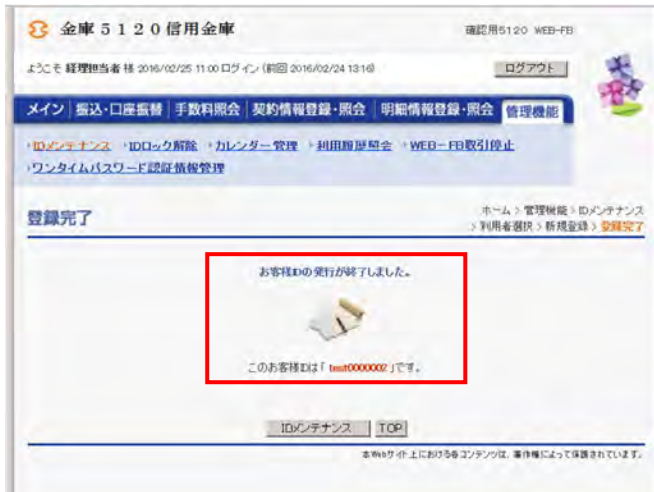 金庫5120信用金庫
確認用5120 WEB-FB
ようこそ 経理担当者 様 2016/02/25 11:00 ログイン (前回 2016/02/24 13:16)
ログアウト
メイン 振込・口座振替 手数料照会 契約情報登録・照会 明細情報登録・照会 管理機能
IDメンテナンス IDロック解除 カレンダー管理 利用履歴照会 WEB-FB取引停止
ワンタイムパスワード認証情報管理
登録完了
ホーム > 管理機能 > IDメンテナンス
> 利用者選択 > 新規登録 > 登録完了
お客様IDの発行が終了しました。
このお客様IDは「 test0000002 」です。
IDメンテナンス TOP
本Webサイト上における各コンテンツは、著作権によって保護されています。